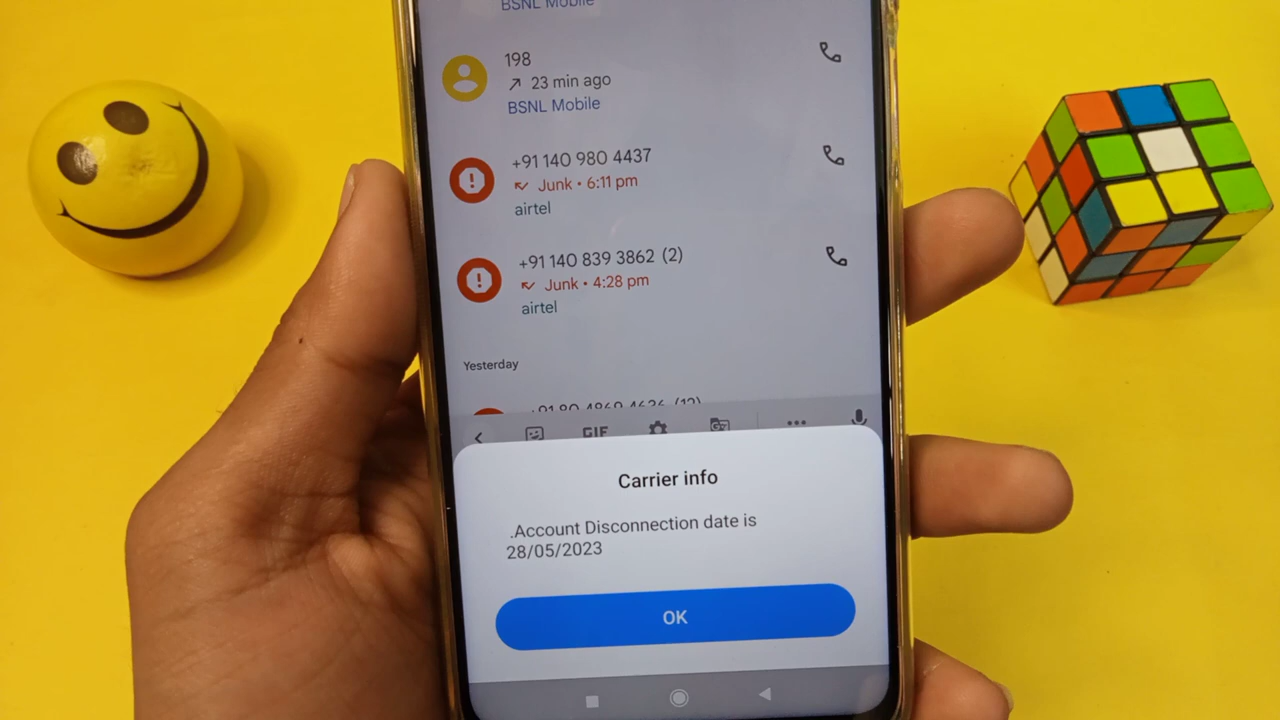 BSNL Mobile
198
23 min ago
BSNL Mobile
+91 140 980 4437
Junk • 6:11 pm
airtel
+91 140 839 3862 (2)
Junk • 4:28 pm
airtel
Yesterday
GIF
Carrier info
.Account Disconnection date is
28/05/2023
OK